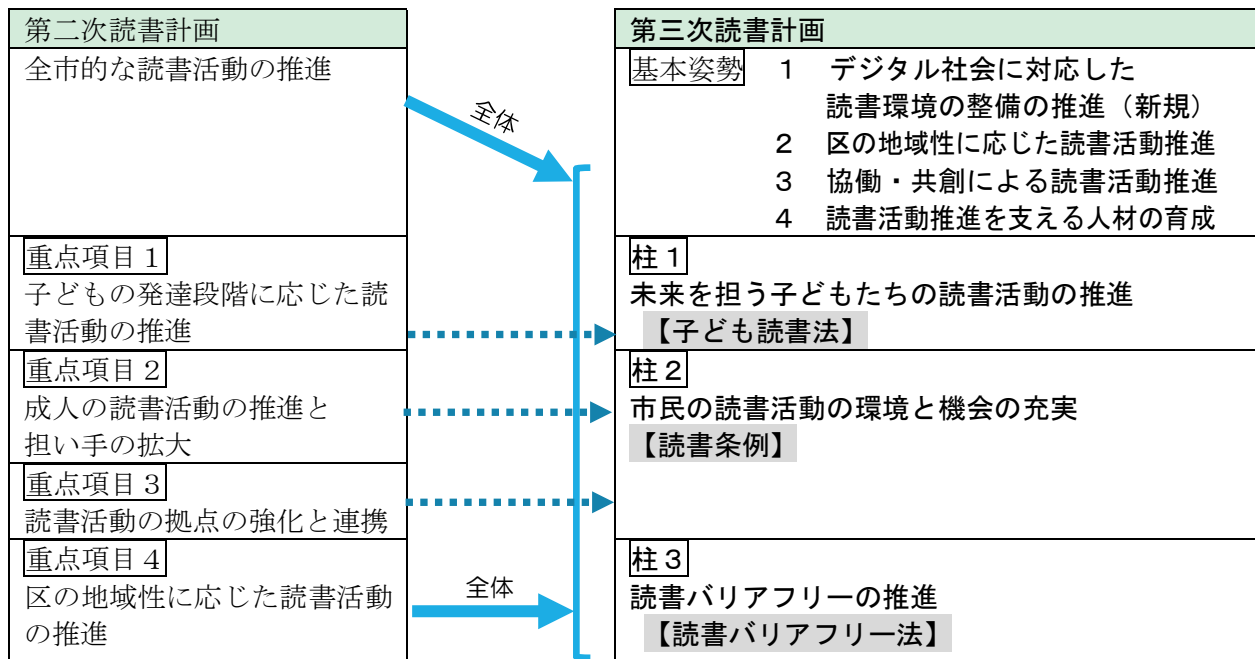 第二次読書計画
全市的な読書活動の推進
重点項目1
子どもの発達段階に応じた読
書活動の推進
重点項目2
成人の読書活動の推進と
担い手の拡大
重点項目3
読書活動の拠点の強化と連携
重点項目4
区の地域性に応じた読書活動
の推進
全体
全体
第三次読書計画
基本姿勢 1 デジタル社会に対応した
読書環境の整備の推進（新規）
2 区の地域性に応じた読書活動推進
3 協働・共創による読書活動推進
4 読書活動推進を支える人材の育成
柱1
未来を担う子どもたちの読書活動の推進
【子ども読書法】
柱2
市民の読書活動の環境と機会の充実
【読書条例】
柱3
読書バリアフリーの推進
【読書バリアフリー法】